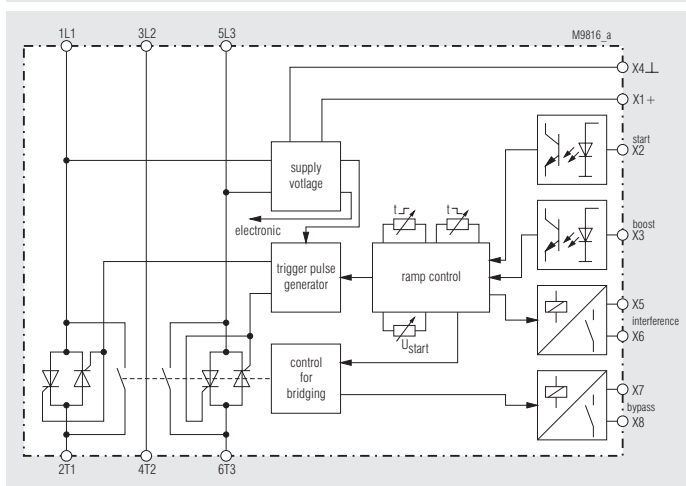 1L1 3L2 5L3 M9816_a
X4⊥
X1+
start
X2
supply
votlage
boost
X3
electronic
t t
trigger pulse
generator
ramp control
X5
interference
X6
Ustart
control
for
bridging
X7
bypass
X8
2T1 4T2 6T3